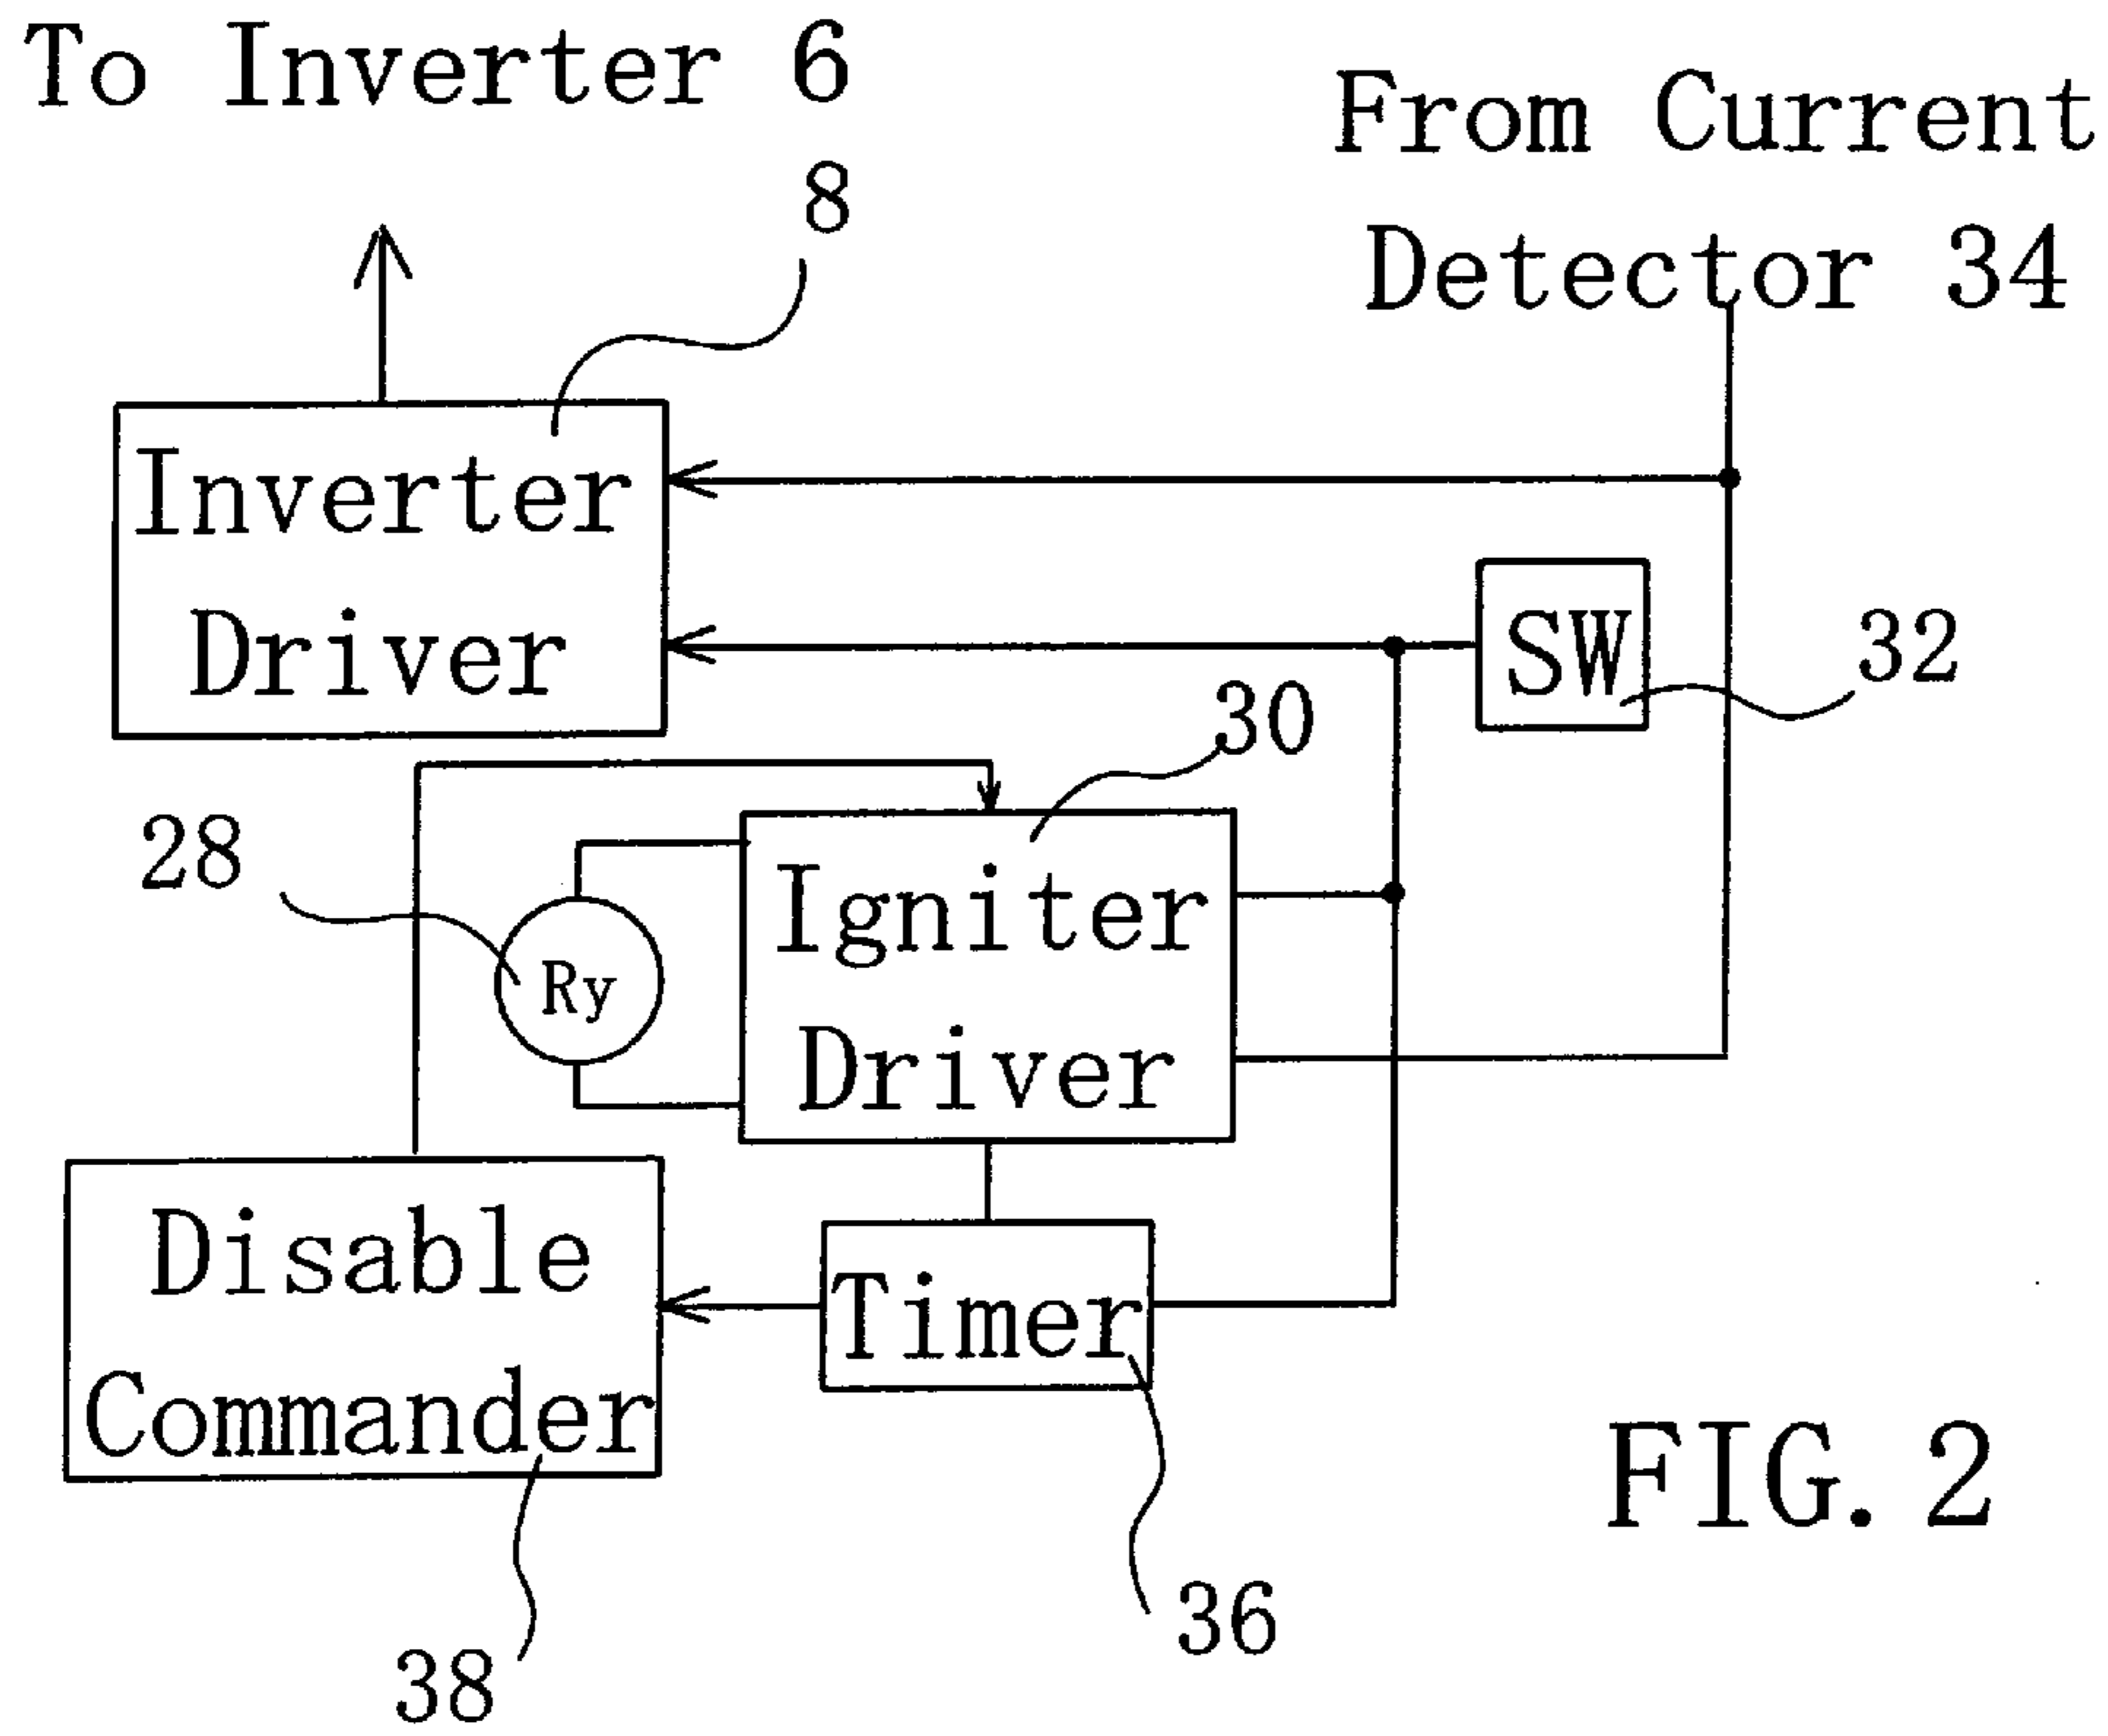 To Inverter 6
From Current
Detector 34
8
Inverter
Driver
SW
32
30
28
Ry
Igniter
Driver
Disable
Commander
Timer
FIG. 2
36
38